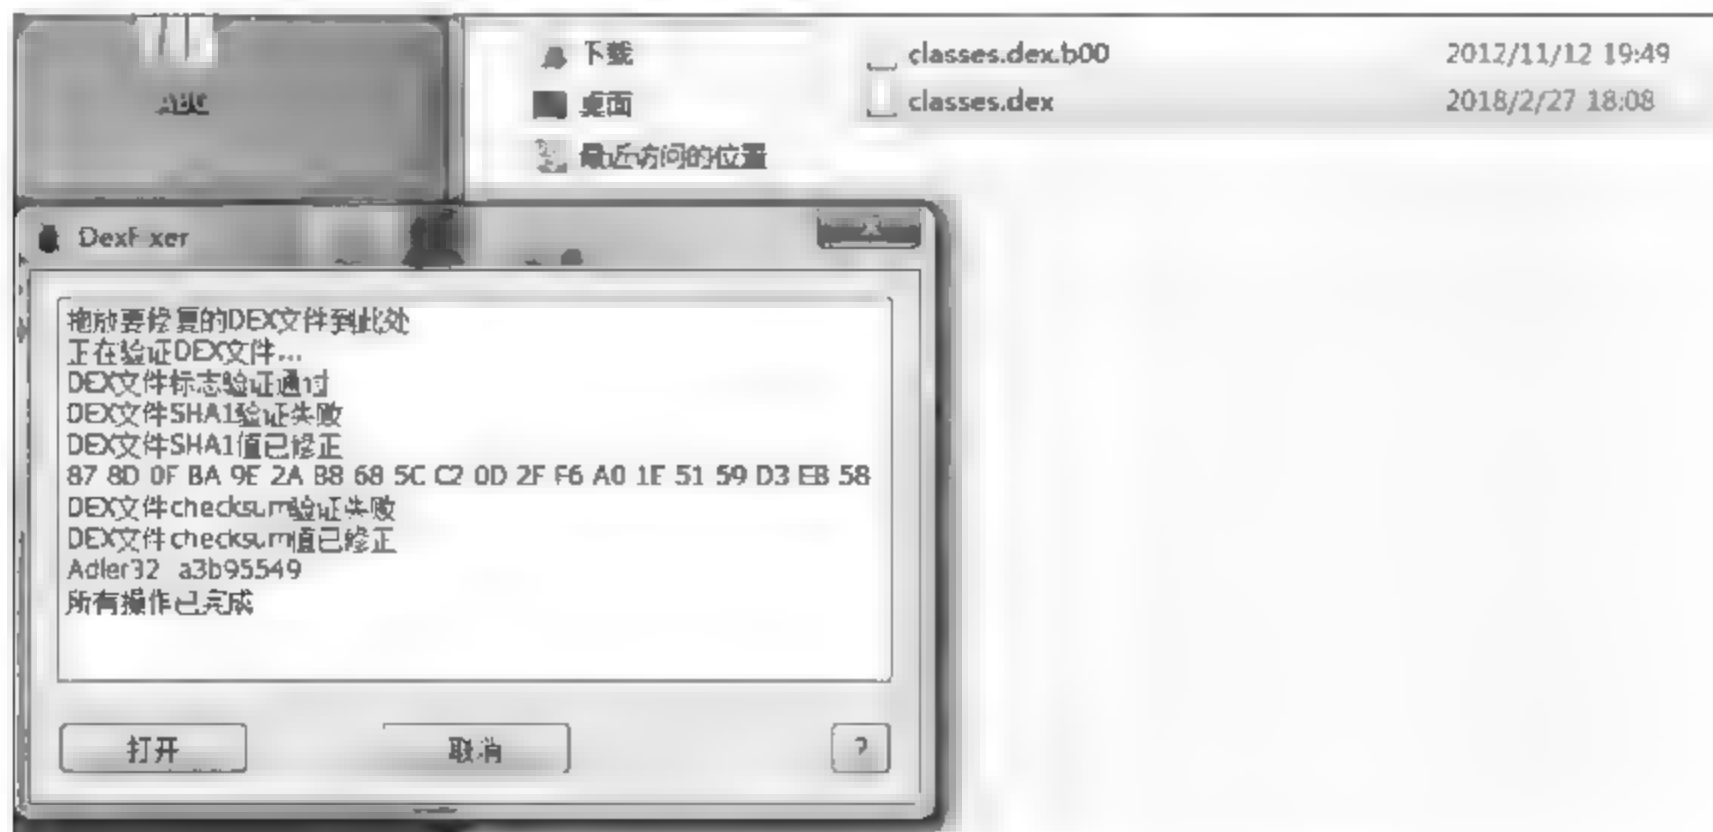 ABC
下载
桌面
最近访问的位置
classes.dex.b00 2012/11/12 19:49
classes.dex 2018/2/27 18:08
DexFixer
拖放要修复的DEX文件到此处
正在验证DEX文件...
DEX文件标志验证通过
DEX文件SHA1验证失败
DEX文件SHA1值已修正
87 8D 0F BA 9E 2A B8 68 5C C2 0D 2F F6 A0 1E 51 59 D3 EB 58
DEX文件checksum验证失败
DEX文件checksum值已修正
Adler32 a3b95549
所有操作已完成
打开
取消
?